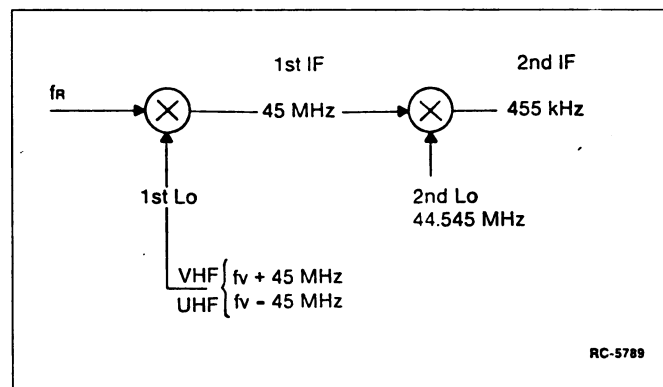 1st IF
2nd IF
fR
45 MHz
455 kHz
1st Lo
2nd Lo
44.545 MHz
VHF { fv + 45 MHz
UHF { fv - 45 MHz
RC-5789